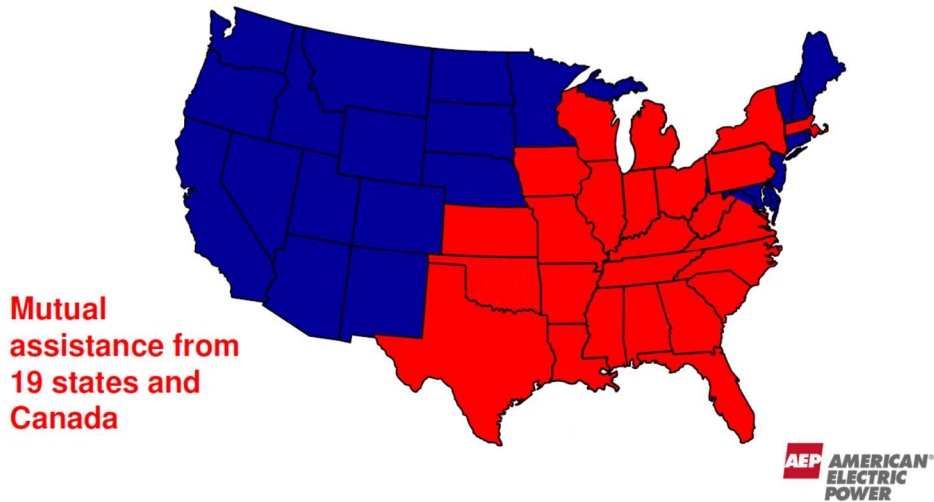 Mutual
assistance from
19 states and
Canada
AEP AMERICAN®
ELECTRIC
POWER